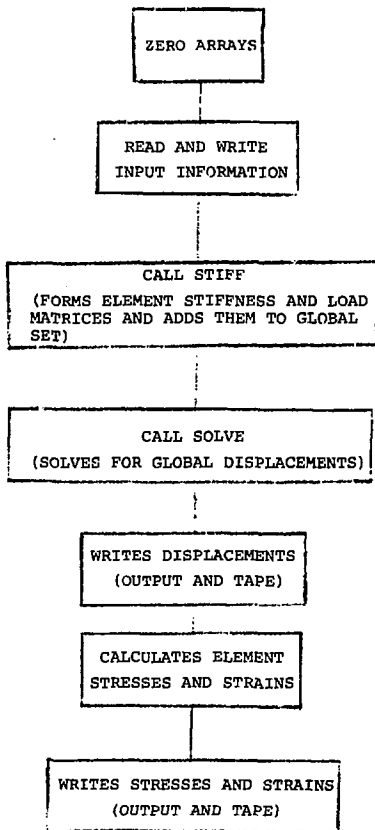 ZERO ARRAYS
READ AND WRITE
INPUT INFORMATION
CALL STIFF
(FORMS ELEMENT STIFFNESS AND LOAD
MATRICES AND ADDS THEM TO GLOBAL
SET)
CALL SOLVE
(SOLVES FOR GLOBAL DISPLACEMENTS)
WRITES DISPLACEMENTS
(OUTPUT AND TAPE)
CALCULATES ELEMENT
STRESSES AND STRAINS
WRITES STRESSES AND STRAINS
(OUTPUT AND TAPE)